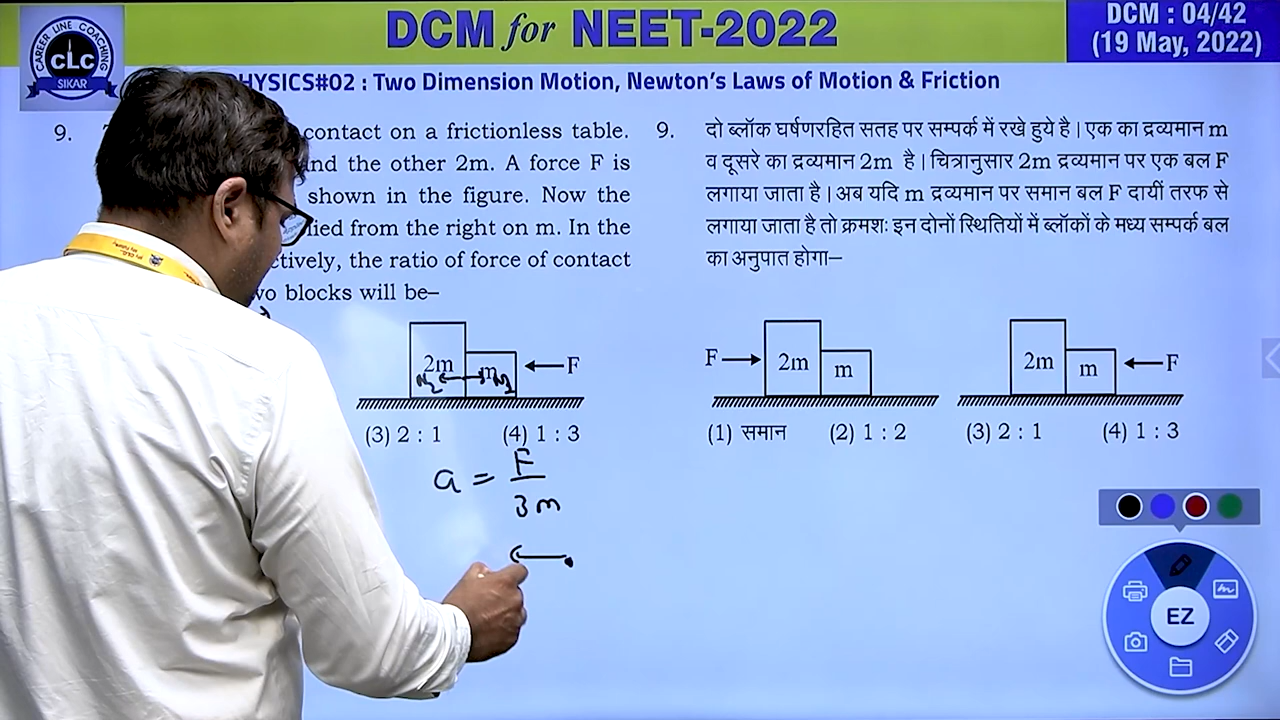 CAREER LINE COACHING
CLC
SIKAR
DCM for NEET-2022
DCM : 04/42
(19 May, 2022)
HYSICS#02 : Two Dimension Motion, Newton's Laws of Motion & Friction
9.
contact on a frictionless table.
nd the other 2m. A force F is
shown in the figure. Now the
lied from the right on m. In the
ctively, the ratio of force of contact
wo blocks will be–
2m
m
N2
N2
F
(3) 2 : 1 (4) 1 : 3
a = F
3m
9. दो ब्लॉक घर्षणरहित सतह पर सम्पर्क में रखे हुये है। एक का द्रव्यमान m
व दूसरे का द्रव्यमान 2m है। चित्रानुसार 2m द्रव्यमान पर एक बल F
लगाया जाता है। अब यदि m द्रव्यमान पर समान बल F दायीं तरफ से
लगाया जाता है तो क्रमशः इन दोनों स्थितियों में ब्लॉकों के मध्य सम्पर्क बल
का अनुपात होगा–
F 2m m
2m m F
(1) समान (2) 1 : 2 (3) 2 : 1 (4) 1 : 3
EZ